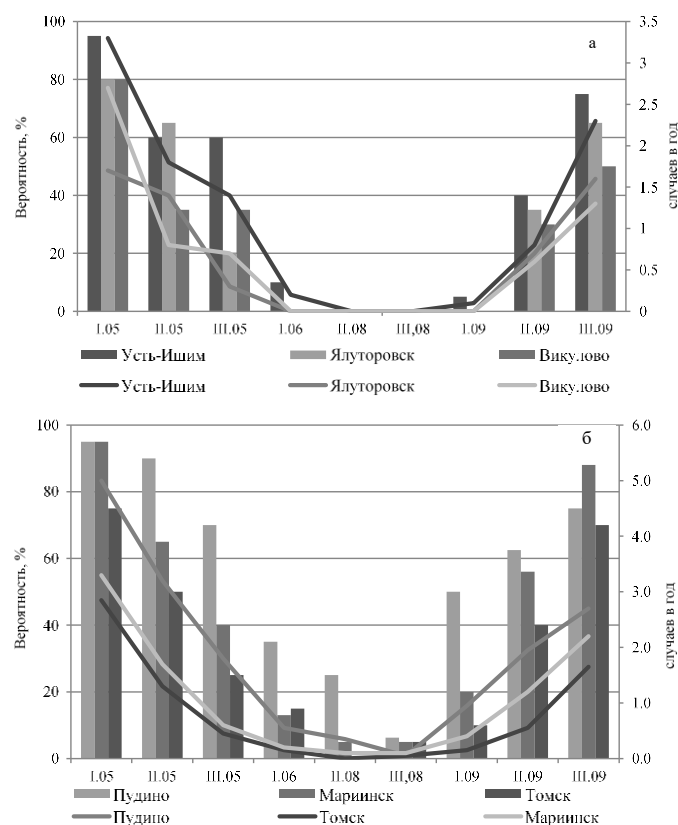 100
80
60
40
20
0
Вероятность, %
а
3.5
3
2.5
2
1.5
1
0.5
0
случаев в год
I.05 II.05 III.05 I.06 II.08 III,08 I.09 II.09 III.09
Усть-Ишим Ялуторовск Викулово
Усть-Ишим Ялуторовск Викулово
100
80
60
40
20
0
Вероятность, %
б
6.0
5.0
4.0
3.0
2.0
1.0
0.0
случаев в год
I.05 II.05 III.05 I.06 II.08 III,08 I.09 II.09 III.09
Пудино Мариинск Томск
Пудино Томск Мариинск